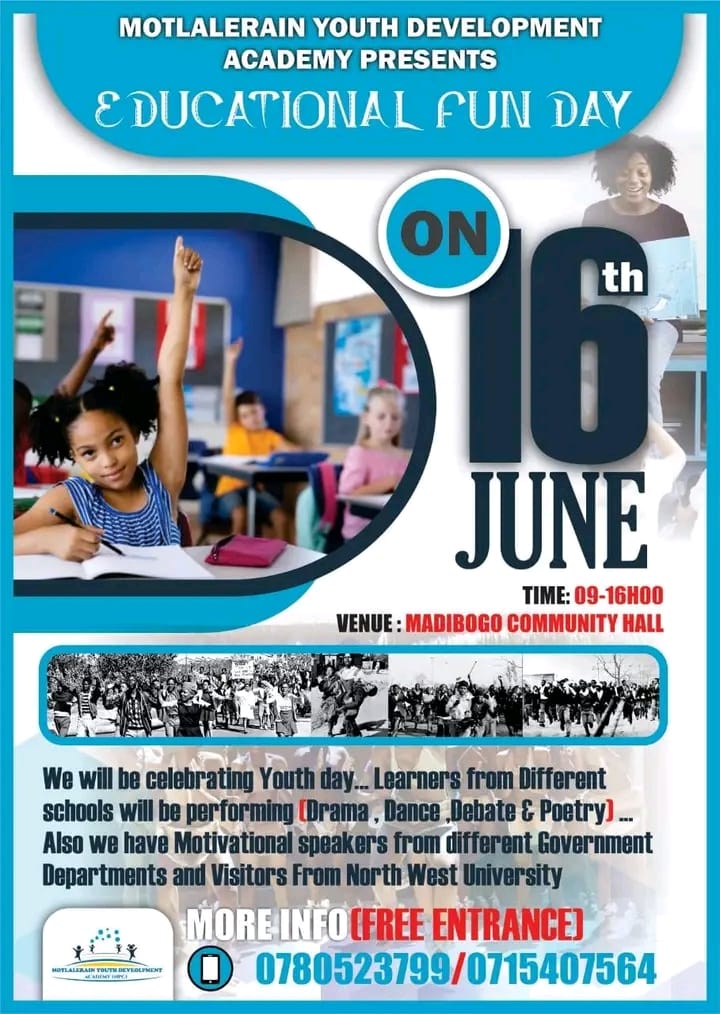 MOTLALERAIN YOUTH DEVELOPMENT
ACADEMY PRESENTS
EDUCATIONAL FUN DAY
ON
16th
JUNE
TIME: 09-16H00
VENUE : MADIBOGO COMMUNITY HALL
We will be celebrating Youth day... Learners from Different
schools will be performing (Drama , Dance ,Debate & Poetry) ...
Also we have Motivational speakers from different Government
Departments and Visitors From North West University
MORE INFO(FREE ENTRANCE)
0780523799/0715407564
MOTLALERAIN YOUTH DEVEOLPMENT
ACADEMY (NPC)